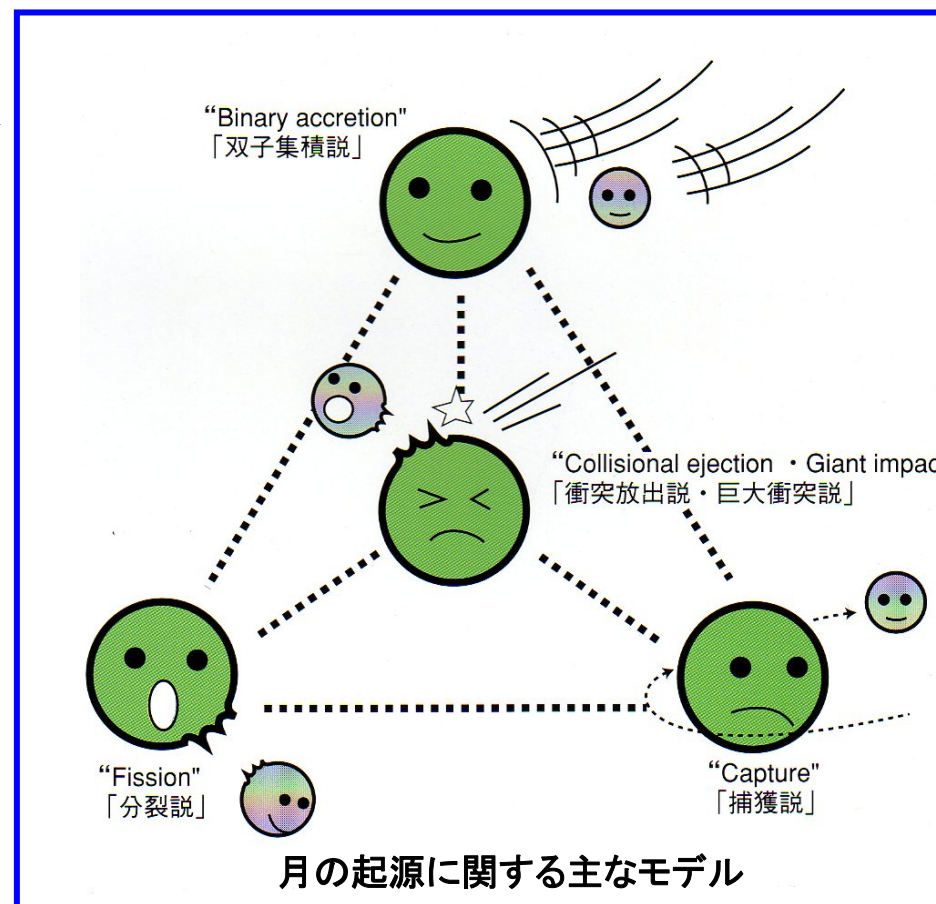 “Binary accretion"
「双子集積説」
“Collisional ejection ・Giant impac
「衝突放出説・巨大衝突説」
“Fission"
「分裂説」
“Capture"
「捕獲説」
月の起源に関する主なモデル